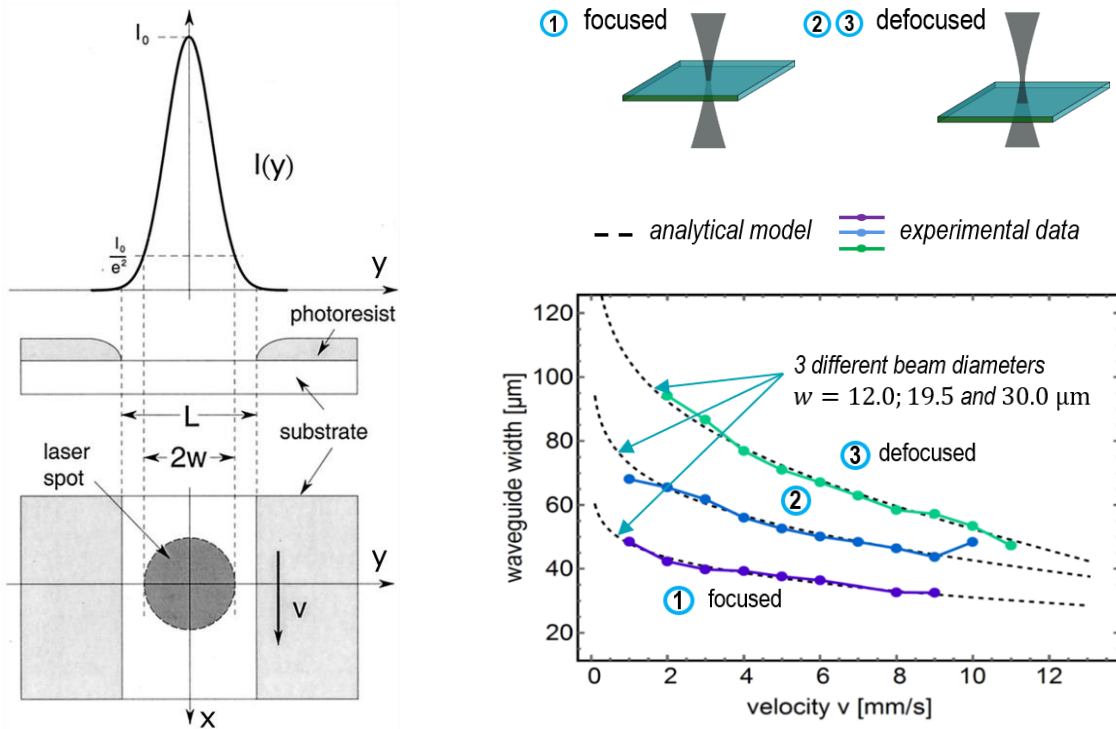 I₀
I(y)
I₀
e²
y
photoresist
L
substrate
2w
laser
spot
y
v
x
1 focused
2 3 defocused
analytical model
experimental data
120
100
80
60
40
20
waveguide width [μm]
3 different beam diameters
w = 12.0; 19.5 and 30.0 μm
3 defocused
2
1 focused
0 2 4 6 8 10 12
velocity v [mm/s]